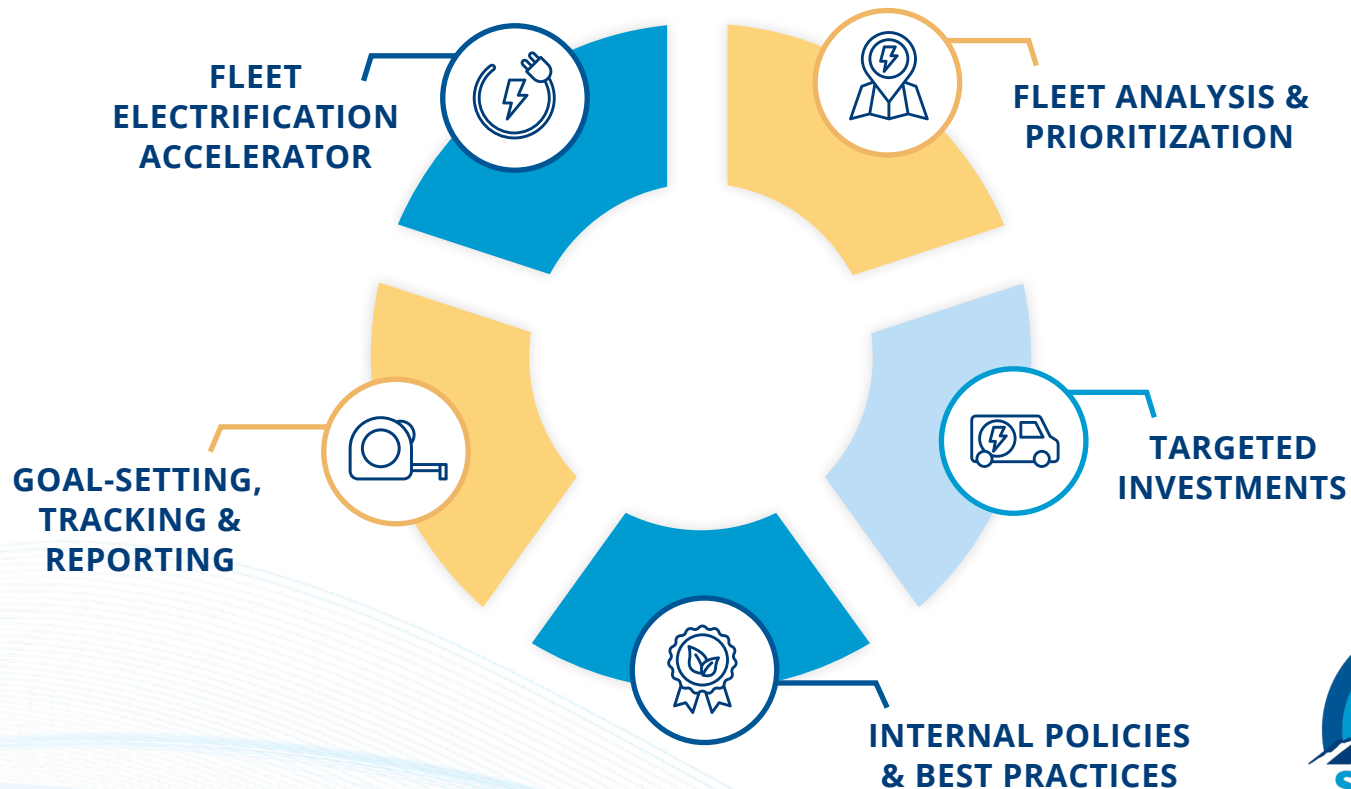 FLEET
ELECTRIFICATION
ACCELERATOR
FLEET ANALYSIS &
PRIORITIZATION
TARGETED
INVESTMENTS
GOAL-SETTING,
TRACKING &
REPORTING
INTERNAL POLICIES
& BEST PRACTICES